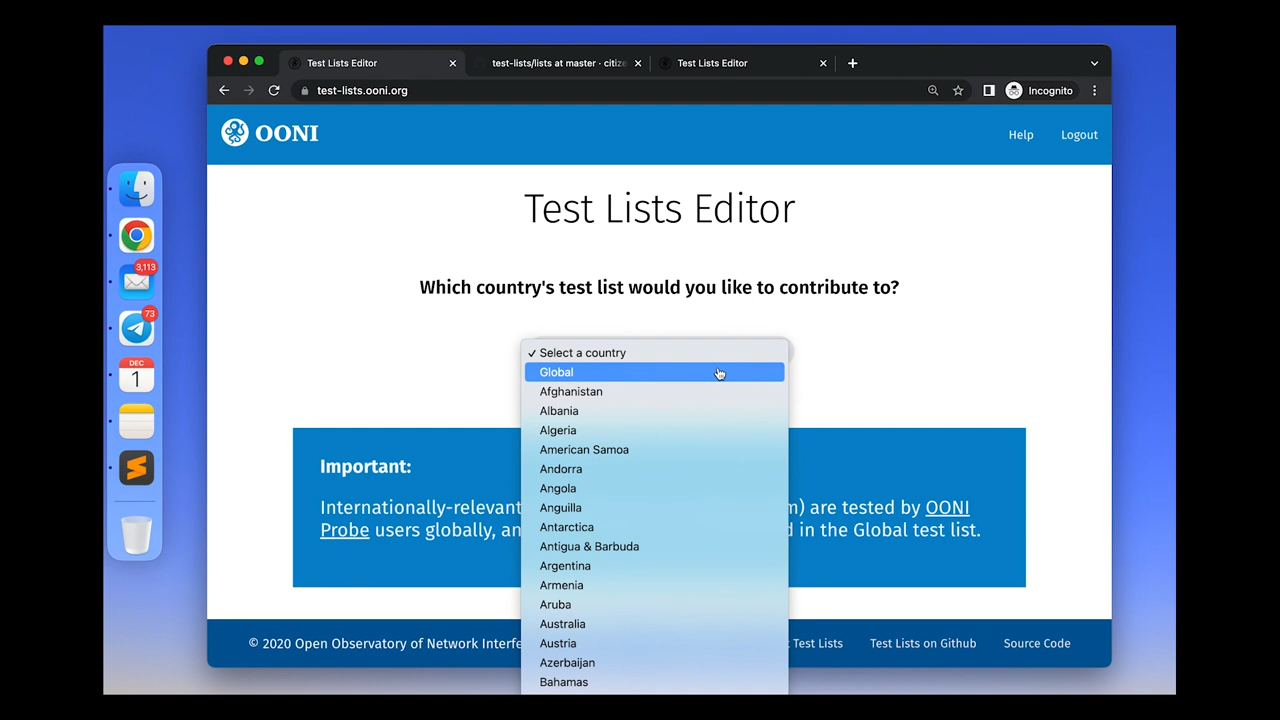 Test Lists Editor
test-lists/lists at master · citize
Test Lists Editor
test-lists.ooni.org
Incognito
OONI
Help
Logout
3,113
73
DEC
1
Test Lists Editor
Which country's test list would you like to contribute to?
✓ Select a country
Global
Afghanistan
Albania
Algeria
American Samoa
Andorra
Angola
Anguilla
Antarctica
Antigua & Barbuda
Argentina
Armenia
Aruba
Australia
Austria
Azerbaijan
Bahamas
Important:
Internationally-relevant m) are tested by OONI
Probe users globally, an d in the Global test list.
© 2020 Open Observatory of Network Interfe
t Test Lists
Test Lists on Github
Source Code